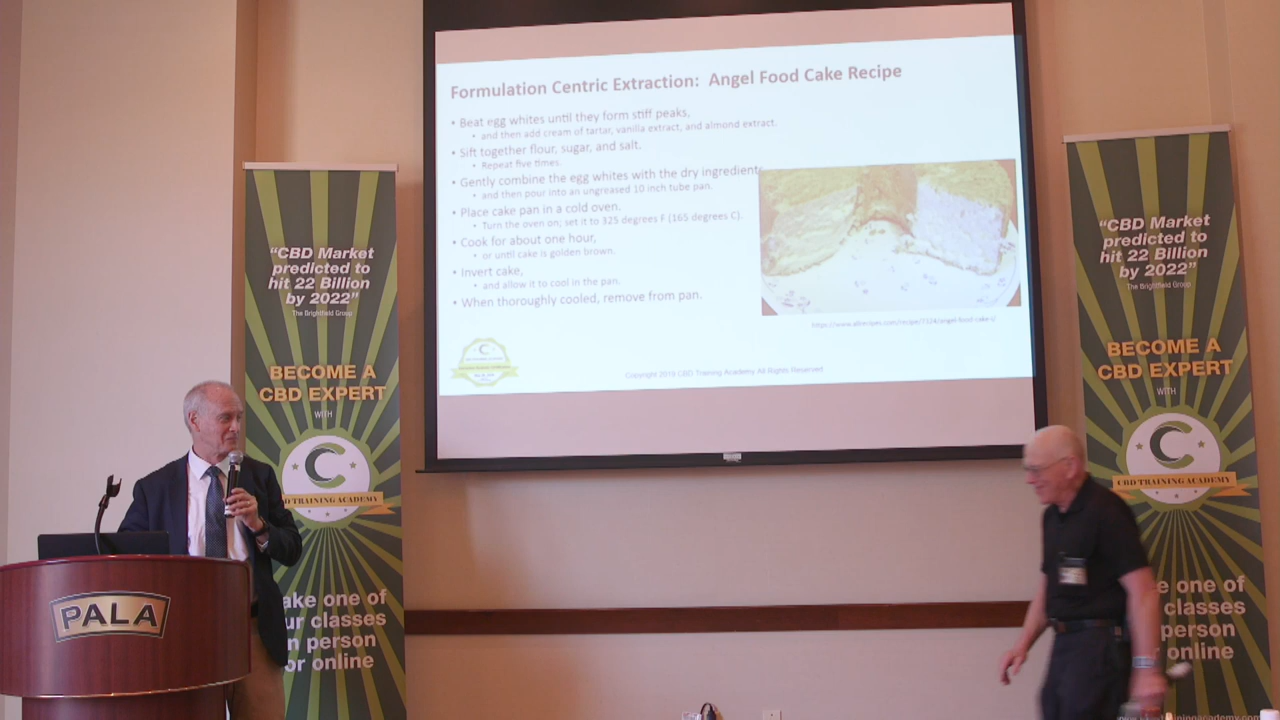 Formulation Centric Extraction: Angel Food Cake Recipe
• Beat egg whites until they form stiff peaks,
• and then add cream of tartar, vanilla extract, and almond extract.
• Sift together flour, sugar, and salt.
• Repeat five times.
• Gently combine the egg whites with the dry ingredients
• and then pour into an ungreased 10 inch tube pan.
• Place cake pan in a cold oven.
• Turn the oven on; set it to 325 degrees F (165 degrees C).
• Cook for about one hour,
• or until cake is golden brown.
• Invert cake,
• and allow it to cool in the pan.
• When thoroughly cooled, remove from pan.
Copyright 2019 CBD Training Academy All Rights Reserved
"CBD Market
predicted to
hit 22 Billion
by 2022"
The Brightfield Group
BECOME A
CBD EXPERT
WITH
C
D TRAINING ACADEMY
ake one of
ur classes
n person
or online
PALA
"CBD Market
predicted to
hit 22 Billion
by 2022"
The Brightfield Group
BECOME A
CBD EXPERT
WITH
C
CBD TRAINING ACADEMY
e one of
classes
person
online